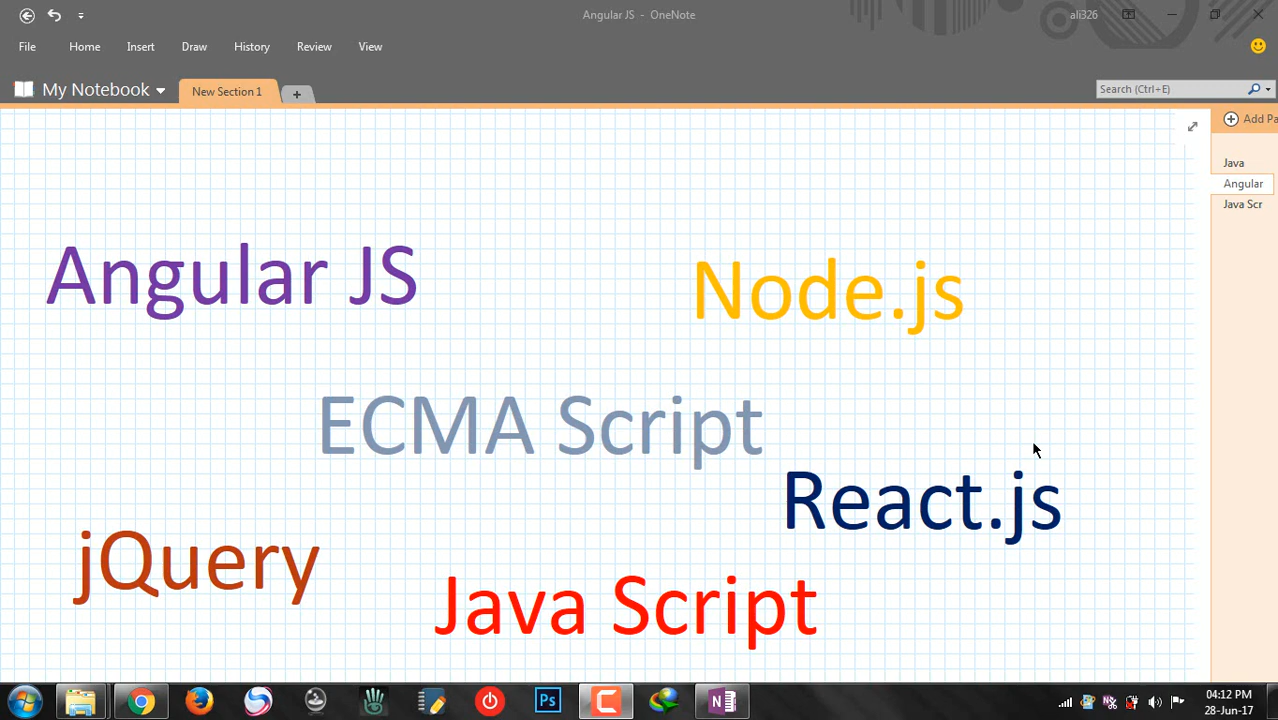 Angular JS - OneNote
ali326
File Home Insert Draw History Review View
My Notebook
New Section 1
Search (Ctrl+E)
Add Pa
Java
Angular
Java Scr
Angular JS
Node.js
ECMA Script
React.js
jQuery
Java Script
Ps
N
04:12 PM
28-Jun-17